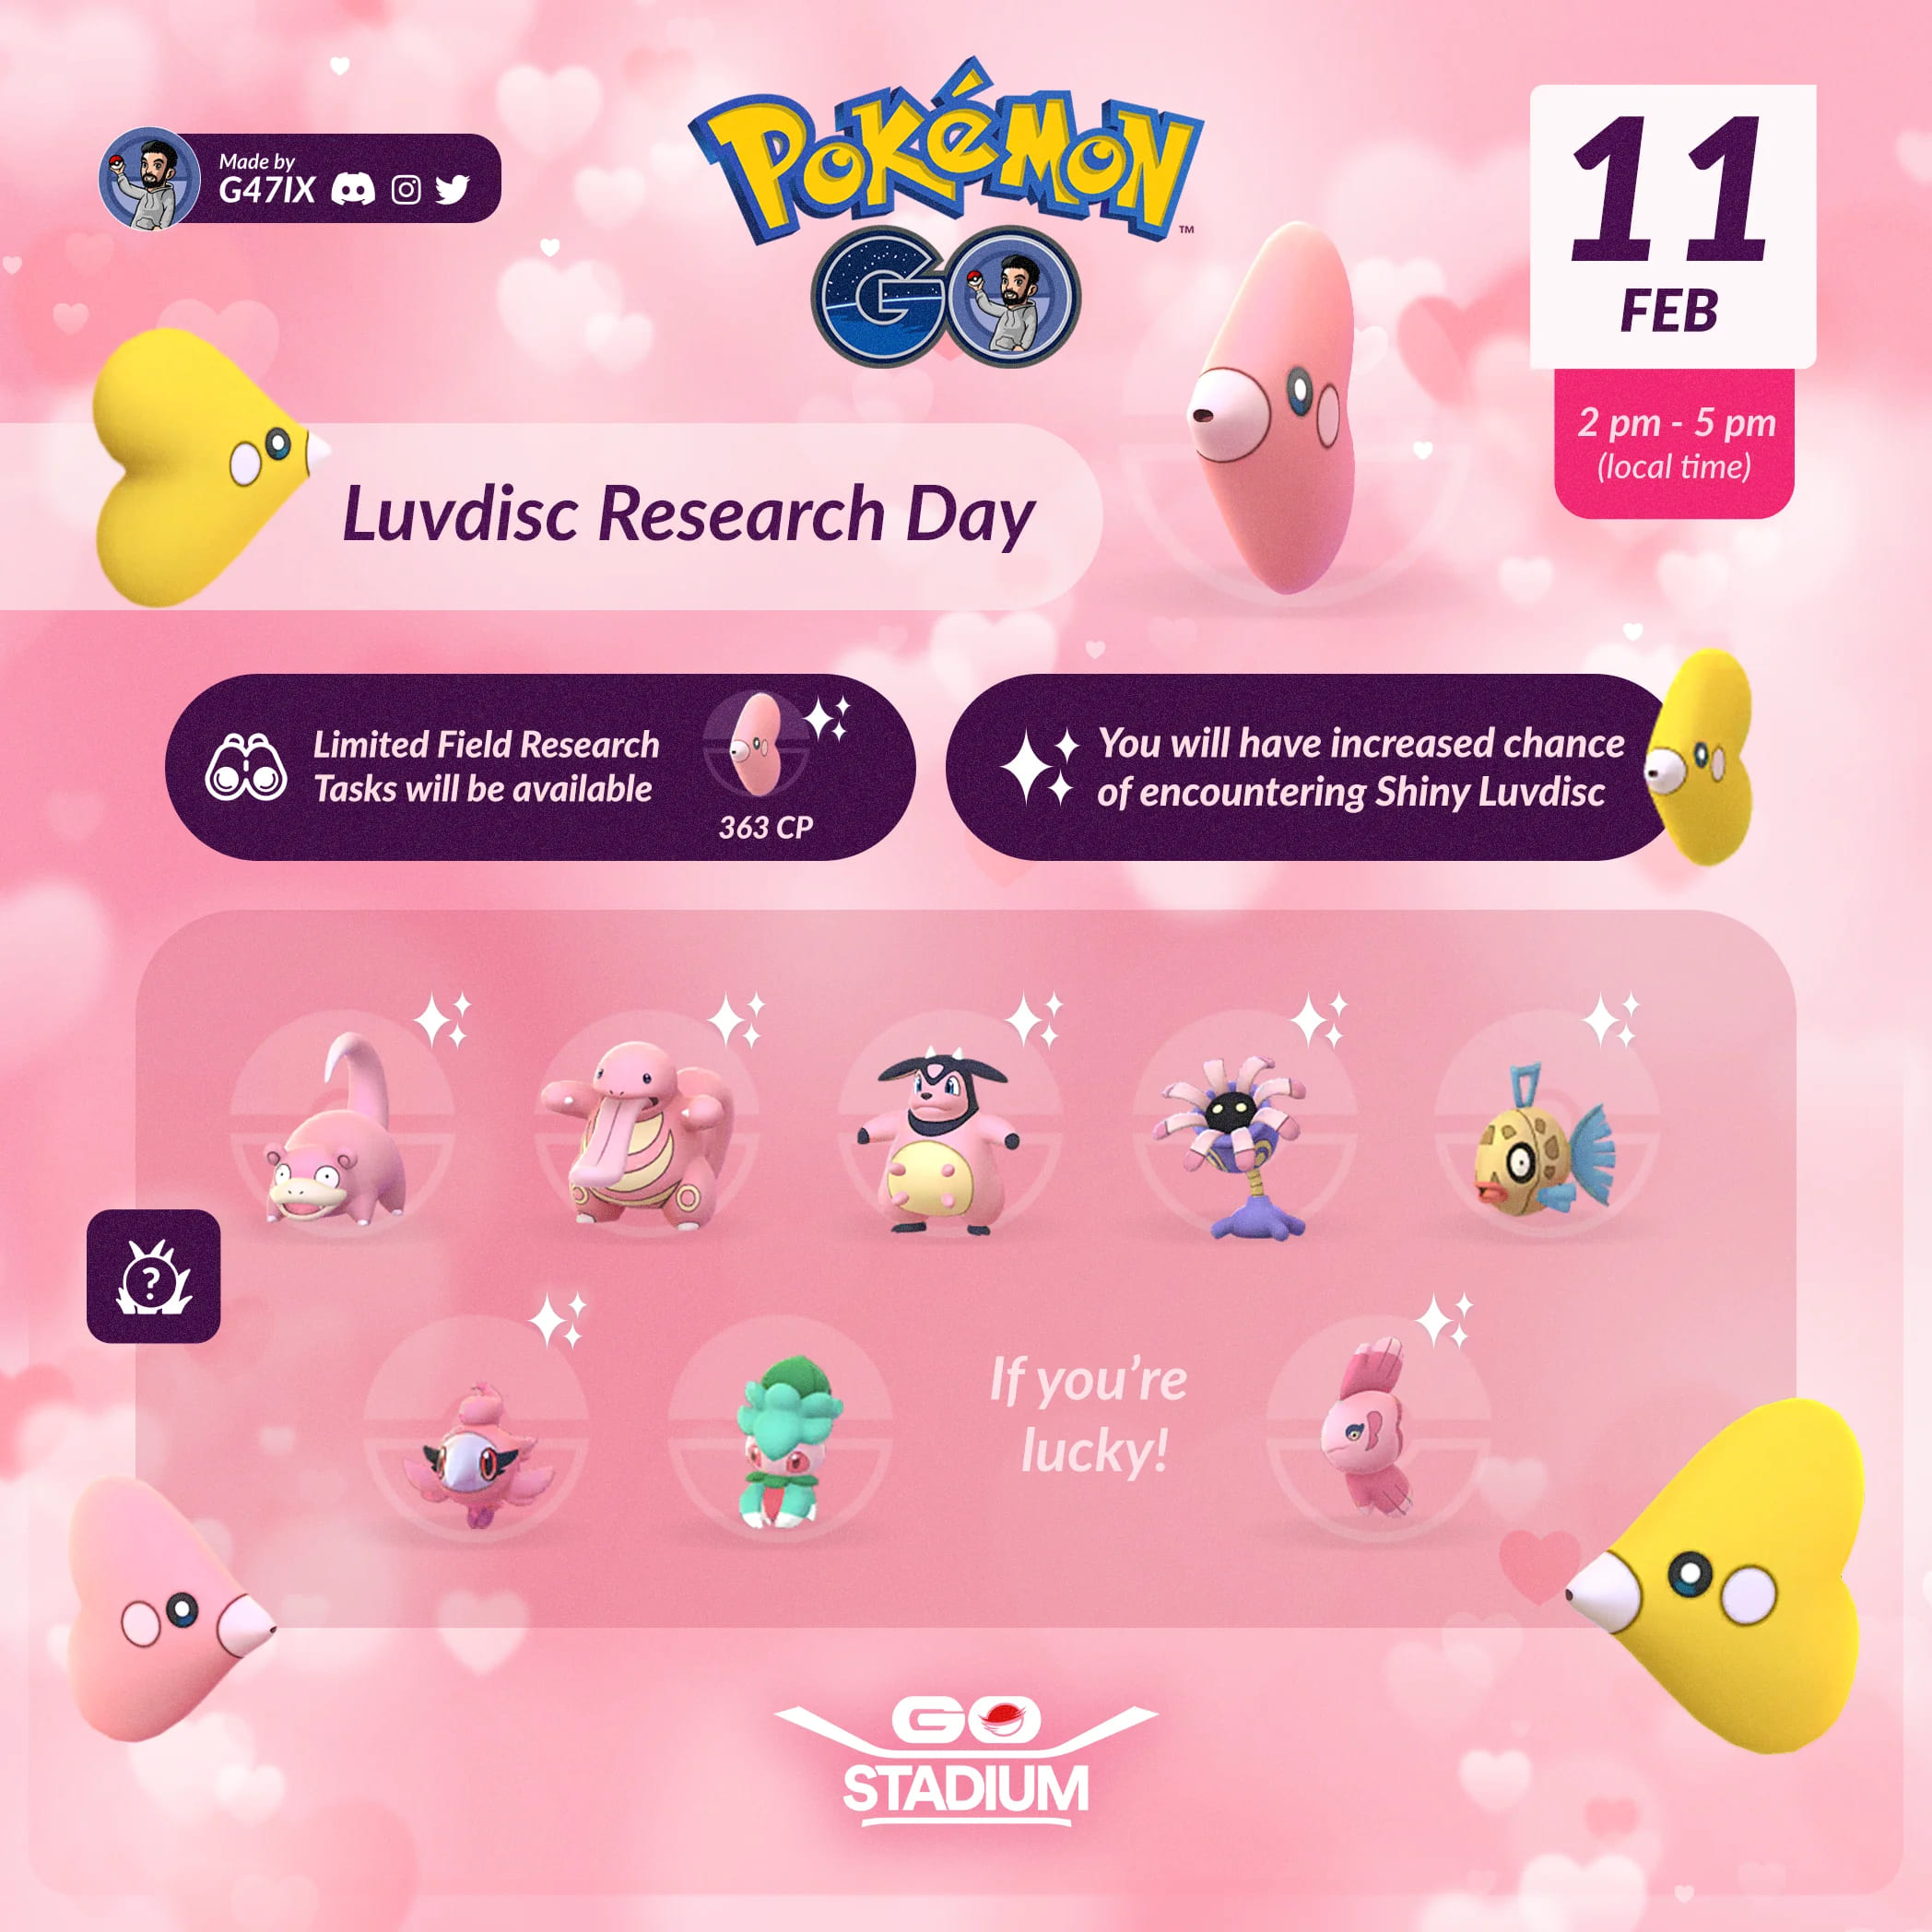 Made by
G47IX
POKéMON
TM
GO
11
FEB
2 pm - 5 pm
(local time)
Luvdisc Research Day
Limited Field Research
Tasks will be available
363 CP
You will have increased chance
of encountering Shiny Luvdisc
?
If you're
lucky!
GO
STADIUM